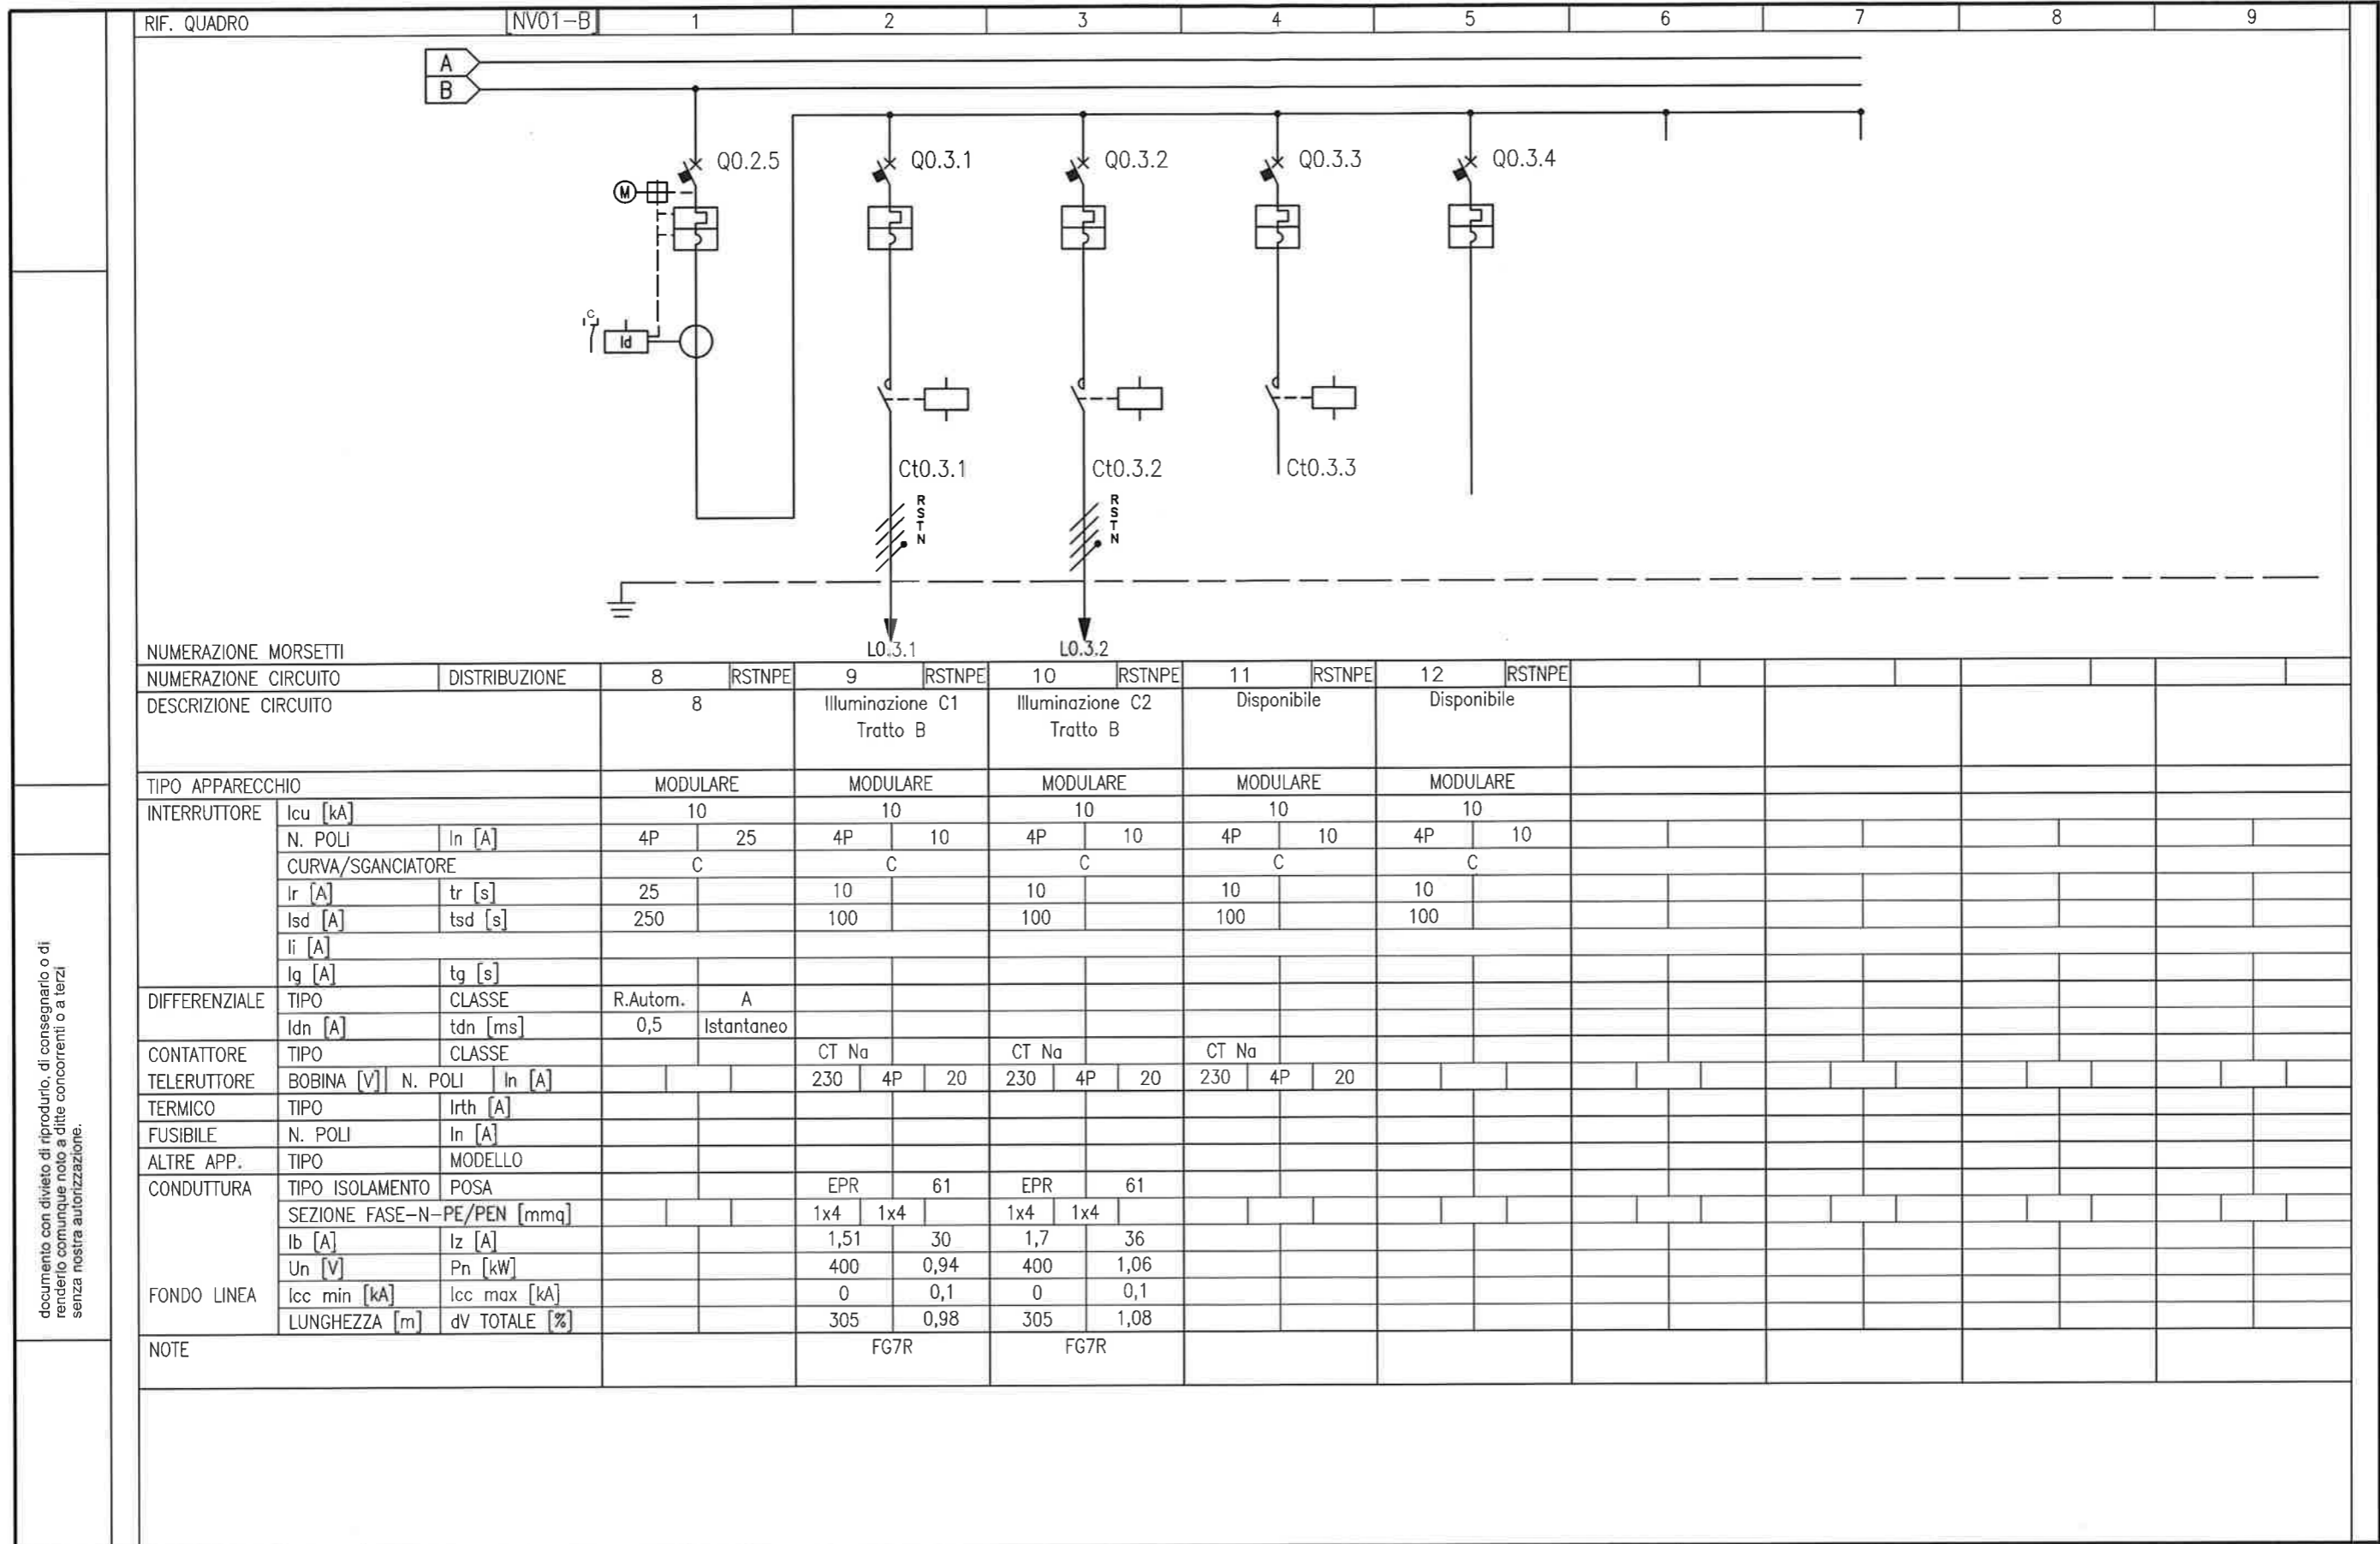 RIF. QUADRO NV01-B 1 2 3 4 5 6 7 8 9
A
B
Q0.2.5 Q0.3.1 Q0.3.2 Q0.3.3 Q0.3.4
M
C
Id
Ct0.3.1 Ct0.3.2 Ct0.3.3
R R
S S
T T
N N
L0.3.1 L0.3.2
NUMERAZIONE MORSETTI
NUMERAZIONE CIRCUITO DISTRIBUZIONE 8 RSTNPE 9 RSTNPE 10 RSTNPE 11 RSTNPE 12 RSTNPE
DESCRIZIONE CIRCUITO 8 Illuminazione C1 Illuminazione C2 Disponibile Disponibile
Tratto B Tratto B
TIPO APPARECCHIO MODULARE MODULARE MODULARE MODULARE MODULARE
INTERRUTTORE Icu [kA] 10 10 10 10 10
N. POLI In [A] 4P 25 4P 10 4P 10 4P 10 4P 10
CURVA/SGANCIATORE C C C C C
Ir [A] tr [s] 25 10 10 10 10
Isd [A] tsd [s] 250 100 100 100 100
Ii [A]
Ig [A] tg [s]
DIFFERENZIALE TIPO CLASSE R.Autom. A
Idn [A] tdn [ms] 0,5 Istantaneo
CONTATTORE TIPO CLASSE CT Na CT Na CT Na
TELERUTTORE BOBINA [V] N. POLI In [A] 230 4P 20 230 4P 20 230 4P 20
TERMICO TIPO Irth [A]
FUSIBILE N. POLI In [A]
ALTRE APP. TIPO MODELLO
CONDUTTURA TIPO ISOLAMENTO POSA EPR 61 EPR 61
SEZIONE FASE-N-PE/PEN [mmq] 1x4 1x4 1x4 1x4
Ib [A] Iz [A] 1,51 30 1,7 36
Un [V] Pn [kW] 400 0,94 400 1,06
FONDO LINEA Icc min [kA] Icc max [kA] 0 0,1 0 0,1
LUNGHEZZA [m] dV TOTALE [%] 305 0,98 305 1,08
NOTE FG7R FG7R
documento con divieto di riprodurlo, di consegnarlo o di
renderlo comunque noto a ditte concorrenti o a terzi
senza nostra autorizzazione.